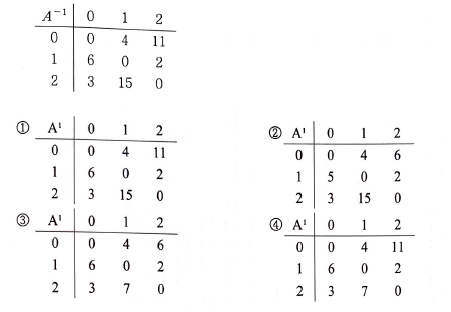 A⁻¹ 0 1 2
0 0 4 11
1 6 0 2
2 3 15 0
① A¹ 0 1 2
0 0 4 11
1 6 0 2
2 3 15 0
② A¹ 0 1 2
0 0 4 6
1 5 0 2
2 3 15 0
③ A¹ 0 1 2
0 0 4 6
1 6 0 2
2 3 7 0
④ A¹ 0 1 2
0 0 4 11
1 6 0 2
2 3 7 0